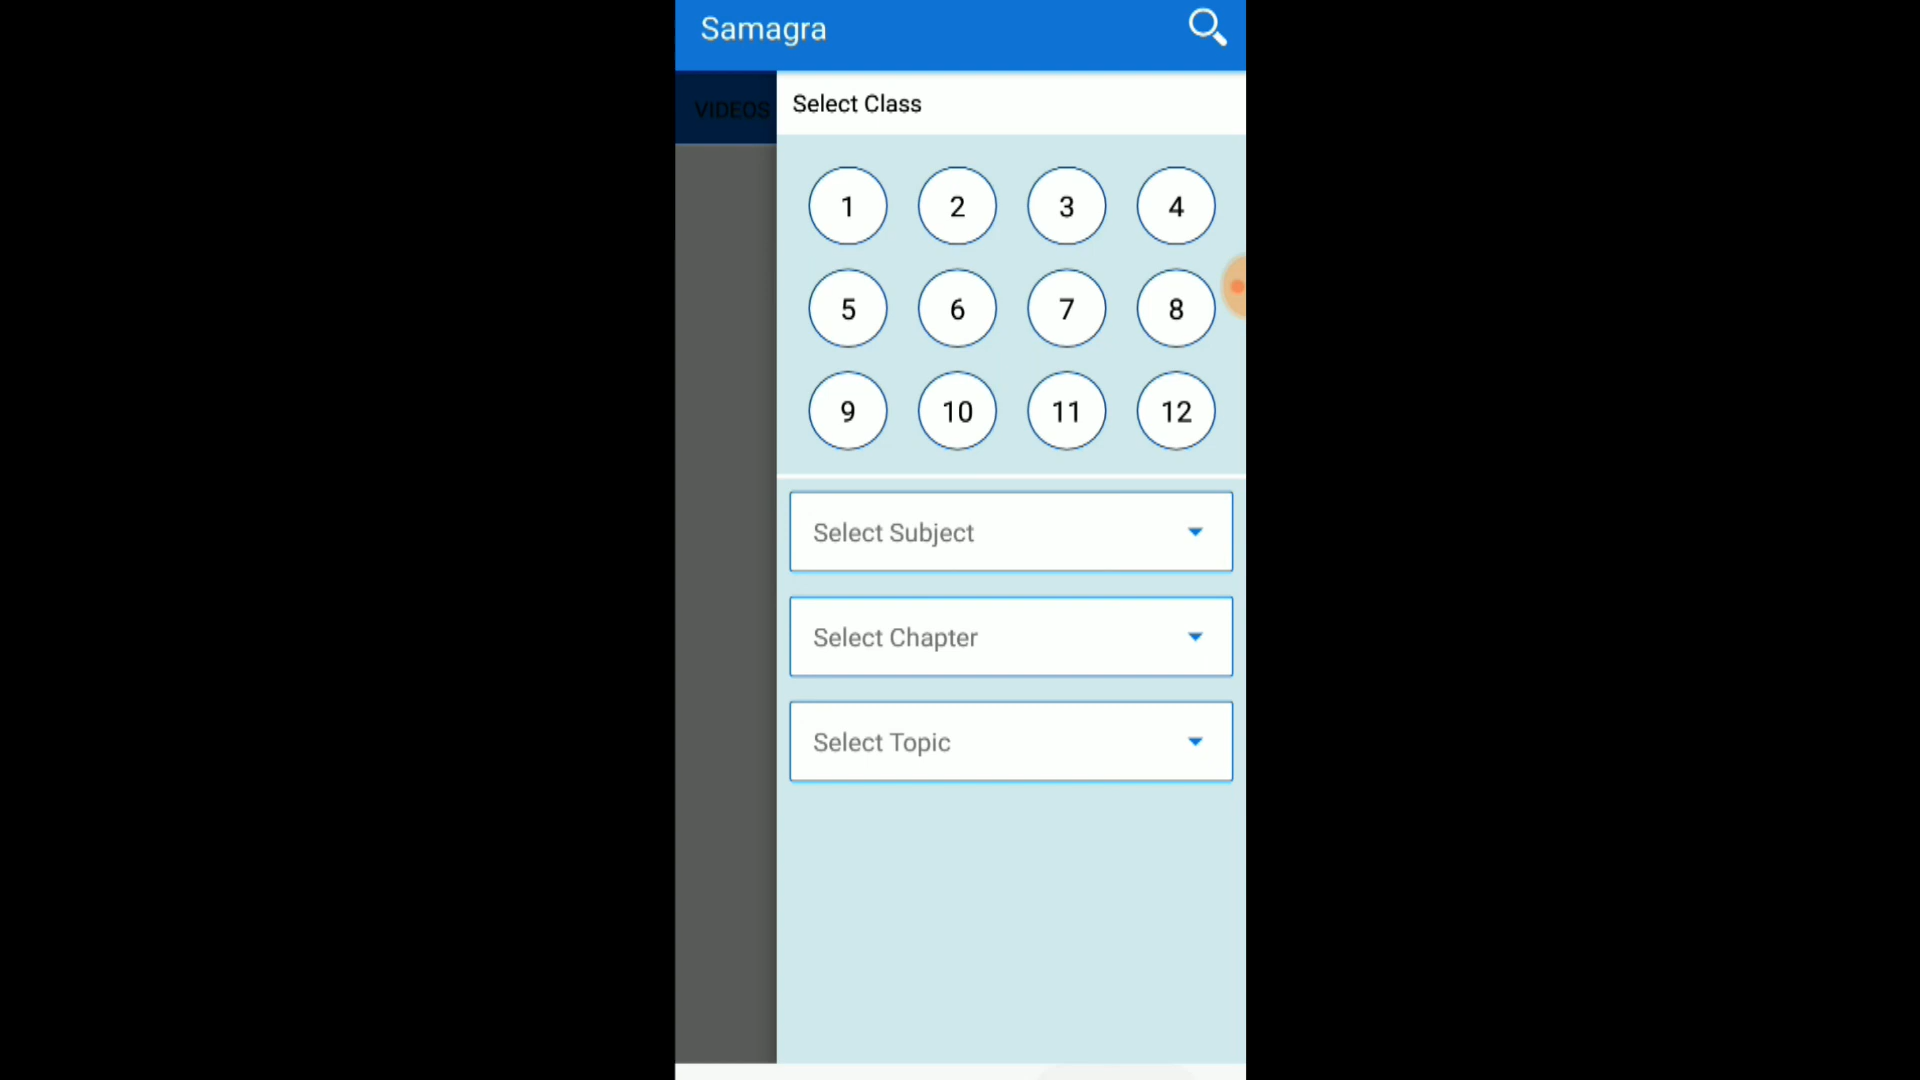 Samagra
VIDEOS
Select Class
1 2 3 4
5 6 7 8
9 10 11 12
Select Subject
Select Chapter
Select Topic